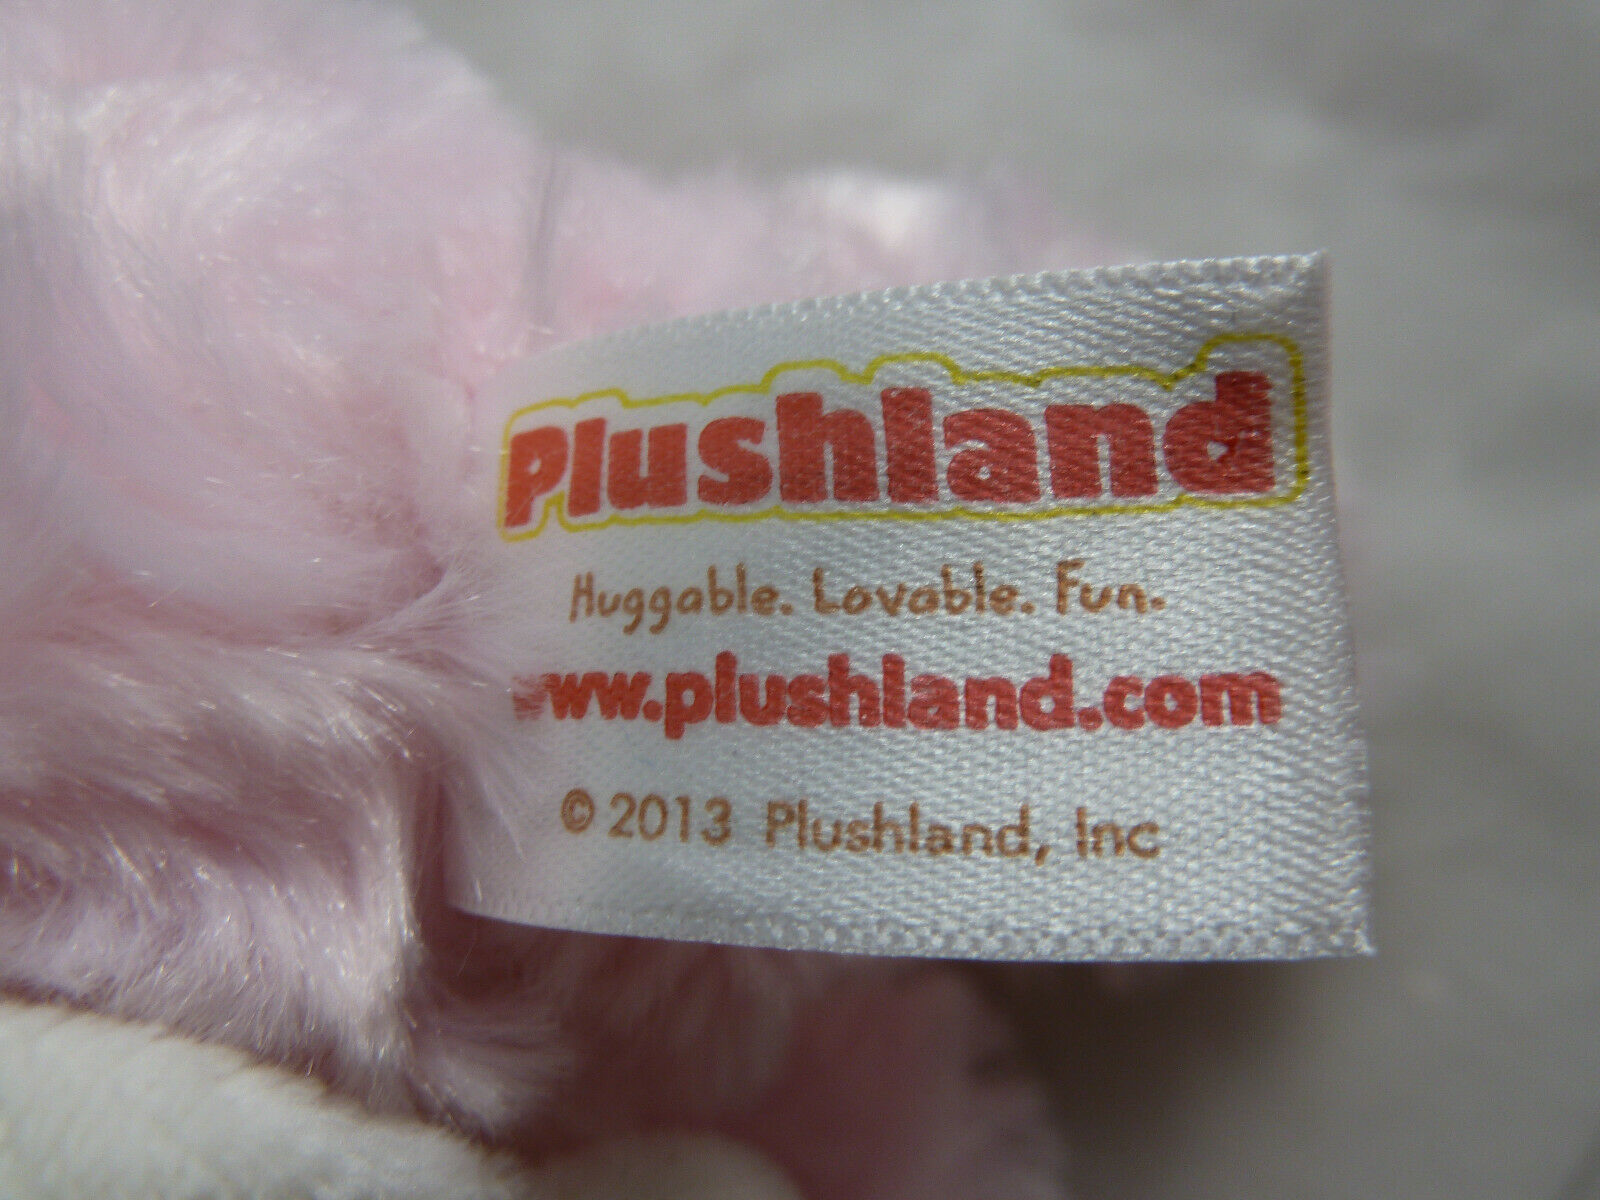 Plushland
Huggable. Lovable. Fun.
www.plushland.com
© 2013 Plushland, Inc